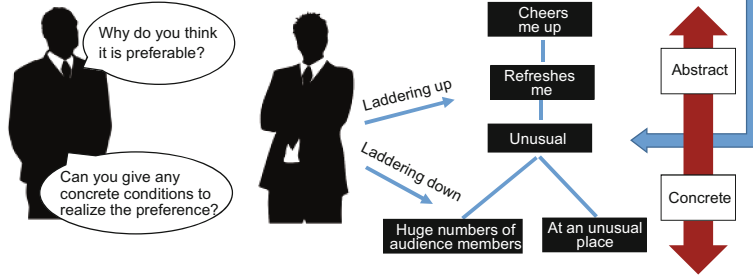 Why do you think
it is preferable?
Can you give any
concrete conditions to
realize the preference?
Laddering up
Laddering down
Cheers
me up
Refreshes
me
Unusual
Huge numbers of
audience members
At an unusual
place
Abstract
Concrete